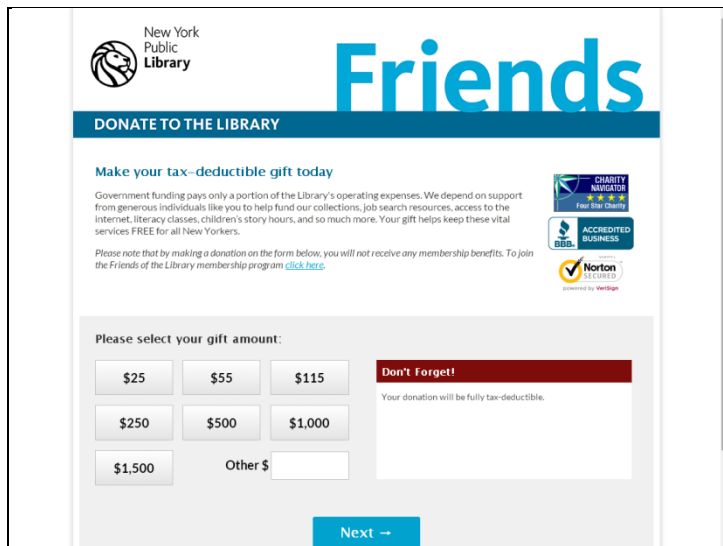 New York
Public
Library
Friends
DONATE TO THE LIBRARY
Make your tax-deductible gift today
Government funding pays only a portion of the Library's operating expenses. We depend on support
from generous individuals like you to help fund our collections, job search resources, access to the
internet, literacy classes, children's story hours, and so much more. Your gift helps keep these vital
services FREE for all New Yorkers.
Please note that by making a donation on the form below, you will not receive any membership benefits. To join
the Friends of the Library membership program click here.
CHARITY
NAVIGATOR
Four Star Charity
BBB.
ACCREDITED
BUSINESS
Norton
SECURED
powered by VeriSign
Please select your gift amount:
$25
$55
$115
$250
$500
$1,000
$1,500
Other $
Don't Forget!
Your donation will be fully tax-deductible.
Next →